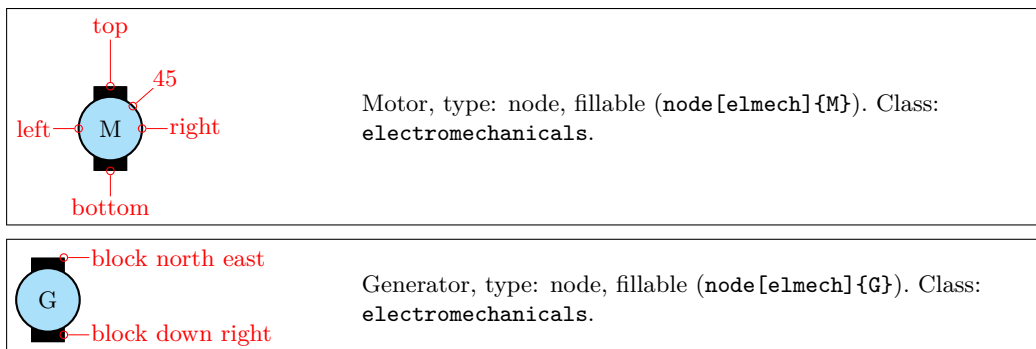 top
45
left
M
right
bottom
Motor, type: node, fillable (node[elmech]{M}). Class:
electromechanicals.
block north east
G
block down right
Generator, type: node, fillable (node[elmech]{G}). Class:
electromechanicals.